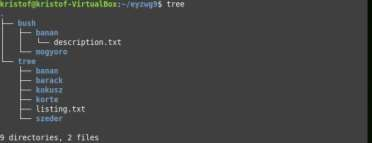 kristof@kristof-VirtualBox:~/eyzwg9$ tree
.
├── bush
│   ├── banan
│   │   └── description.txt
│   └── mogyoro
└── tree
    ├── banan
    ├── barack
    ├── kokusz
    ├── korte
    ├── listing.txt
    └── szeder

9 directories, 2 files